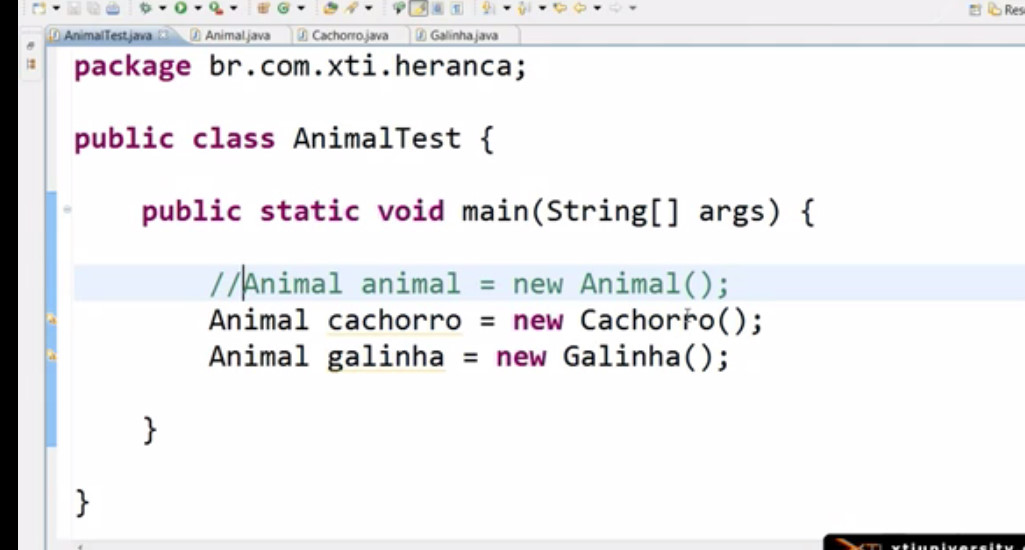 Res
AnimalTest.java
Animal.java
Cachorro.java
Galinha.java
package br.com.xti.heranca;
public class AnimalTest {
public static void main(String[] args) {
//Animal animal = new Animal();
Animal cachorro = new Cachorro();
Animal galinha = new Galinha();
}
}
xtiuniversity